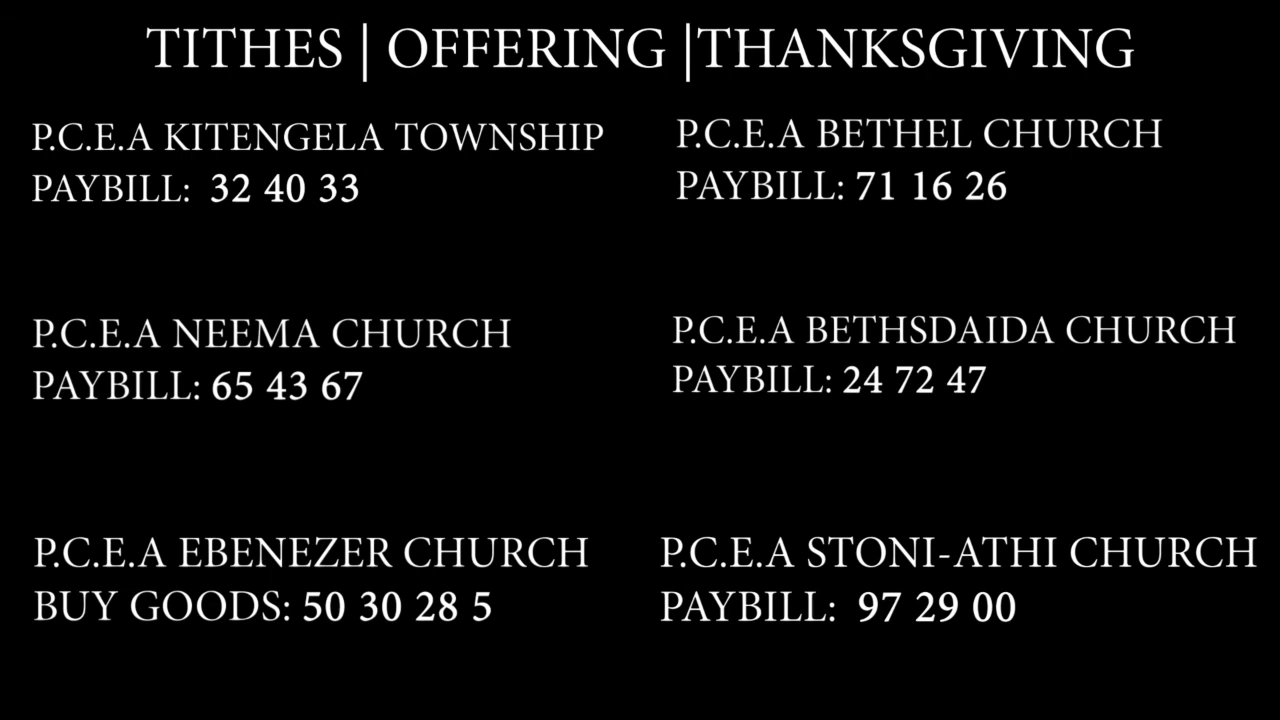 TITHES | OFFERING |THANKSGIVING
P.C.E.A KITENGELA TOWNSHIP
PAYBILL: 32 40 33
P.C.E.A BETHEL CHURCH
PAYBILL: 71 16 26
P.C.E.A NEEMA CHURCH
PAYBILL: 65 43 67
P.C.E.A BETHSDAIDA CHURCH
PAYBILL: 24 72 47
P.C.E.A EBENEZER CHURCH
BUY GOODS: 50 30 28 5
P.C.E.A STONI-ATHI CHURCH
PAYBILL: 97 29 00